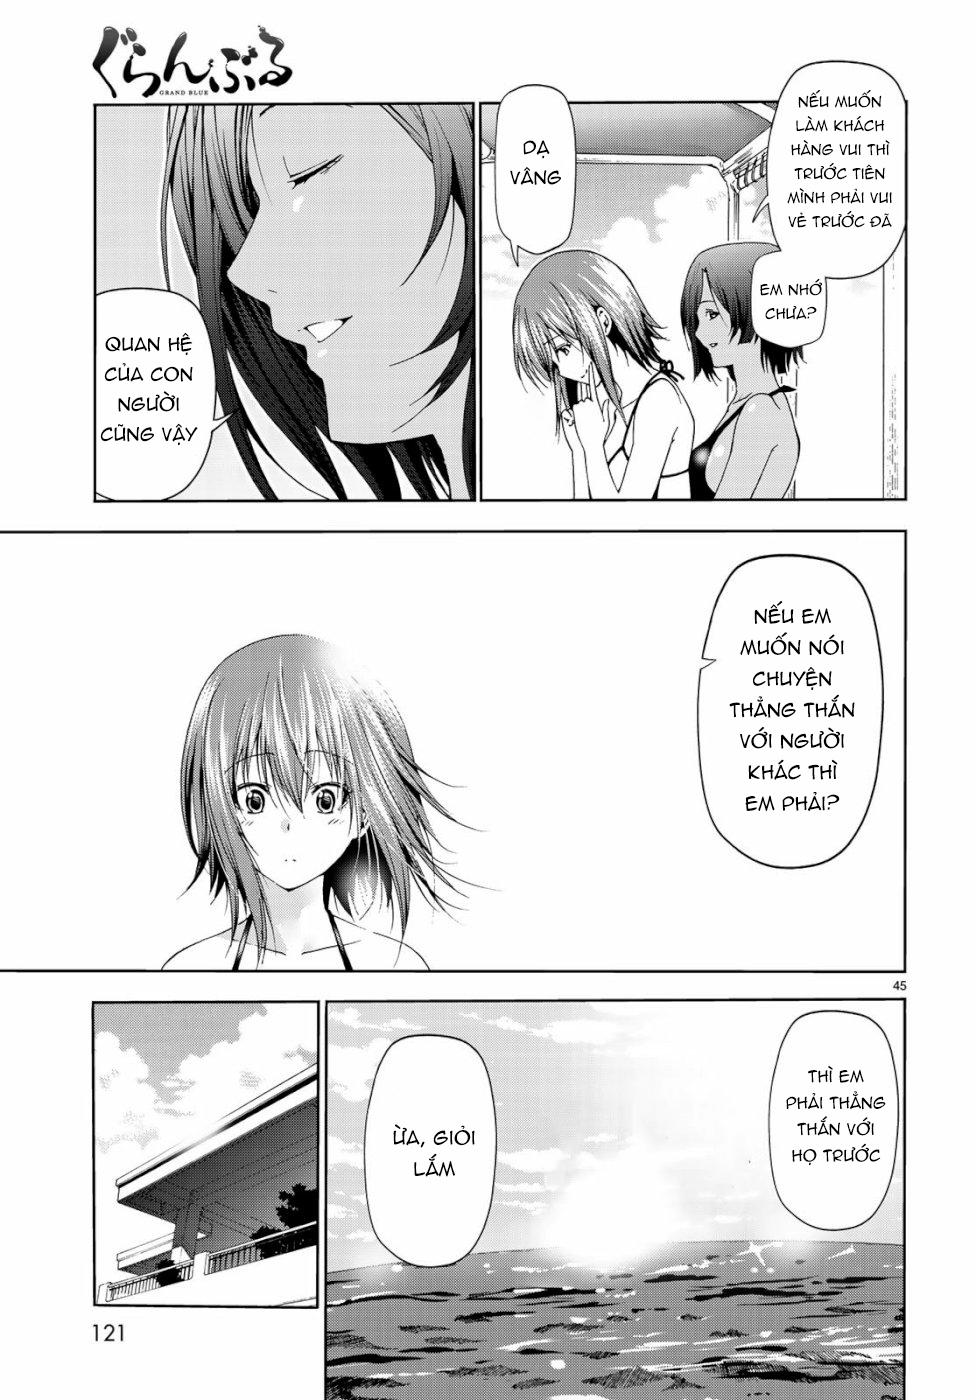 ぐらんぶる
GRAND BLUE
NẾU MUỐN
LÀM KHÁCH
HÀNG VUI THÌ
TRƯỚC TIÊN
MÌNH PHẢI VUI
VẺ TRƯỚC ĐÃ
EM NHỚ
CHƯA?
DẠ
VÂNG
QUAN HỆ
CỦA CON
NGƯỜI
CŨNG VẬY
NẾU EM
MUỐN NÓI
CHUYỆN
THẲNG THẮN
VỚI NGƯỜI
KHÁC THÌ
EM PHẢI?
45
THÌ EM
PHẢI THẲNG
THẮN VỚI
HỌ TRƯỚC
ỪA, GIỎI
LẮM
121